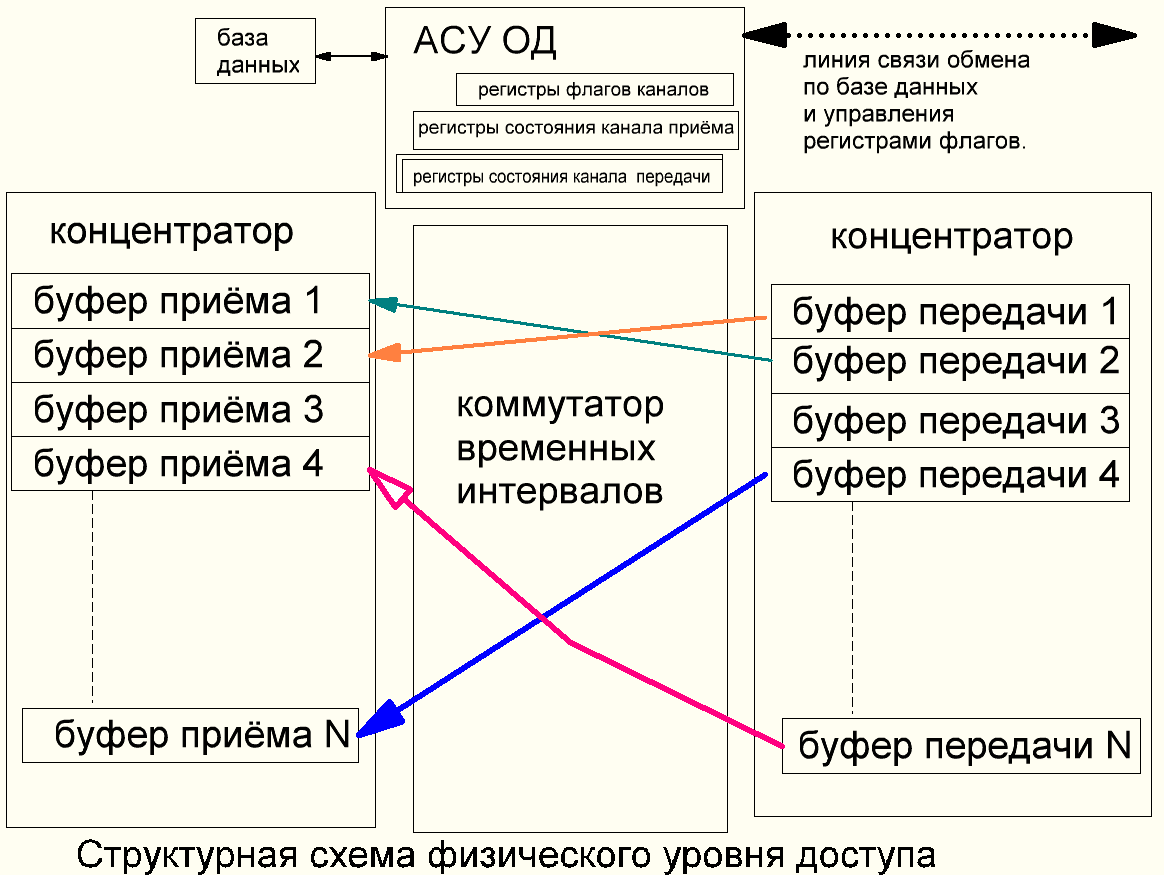 база
данных
АСУ ОД
регистры флагов каналов
регистры состояния канала приёма
регистры состояния канала передачи
линия связи обмена
по базе данных
и управления
регистрами флагов.
концентратор
буфер приёма 1
буфер приёма 2
буфер приёма 3
буфер приёма 4
буфер приёма N
коммутатор
временных
интервалов
концентратор
буфер передачи 1
буфер передачи 2
буфер передачи 3
буфер передачи 4
буфер передачи N
Структурная схема физического уровня доступа